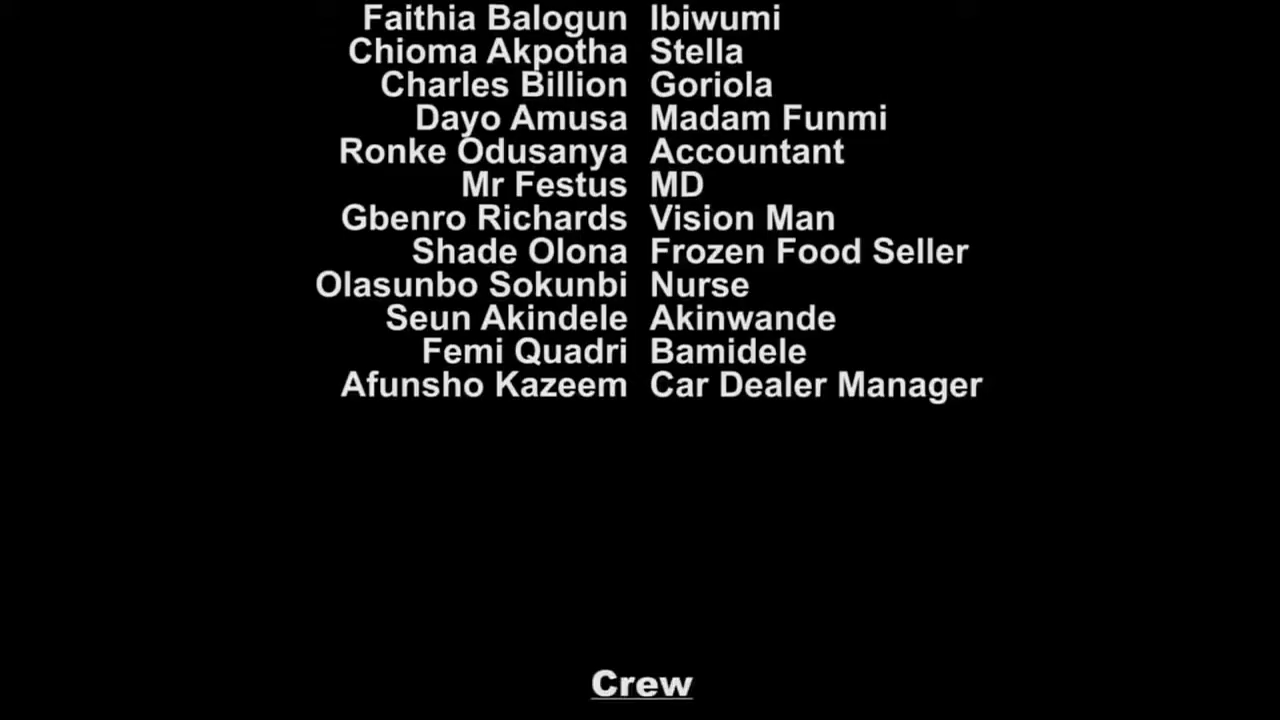 Faithia Balogun Ibiwumi
Chioma Akpotha Stella
Charles Billion Goriola
Dayo Amusa Madam Funmi
Ronke Odusanya Accountant
Mr Festus MD
Gbenro Richards Vision Man
Shade Olona Frozen Food Seller
Olasunbo Sokunbi Nurse
Seun Akindele Akinwande
Femi Quadri Bamidele
Afunsho Kazeem Car Dealer Manager
Crew